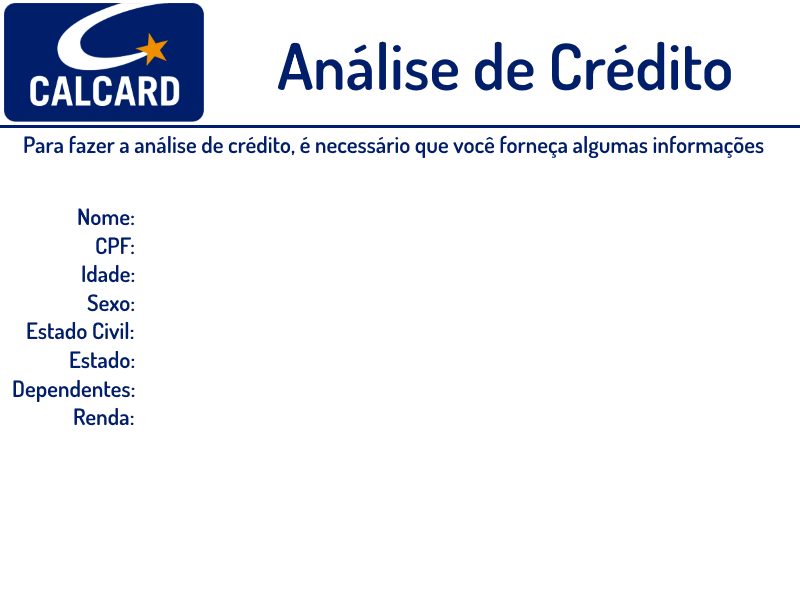 CALCARD
Análise de Crédito
Para fazer a análise de crédito, é necessário que você forneça algumas informações
Nome:
CPF:
Idade:
Sexo:
Estado Civil:
Estado:
Dependentes:
Renda: